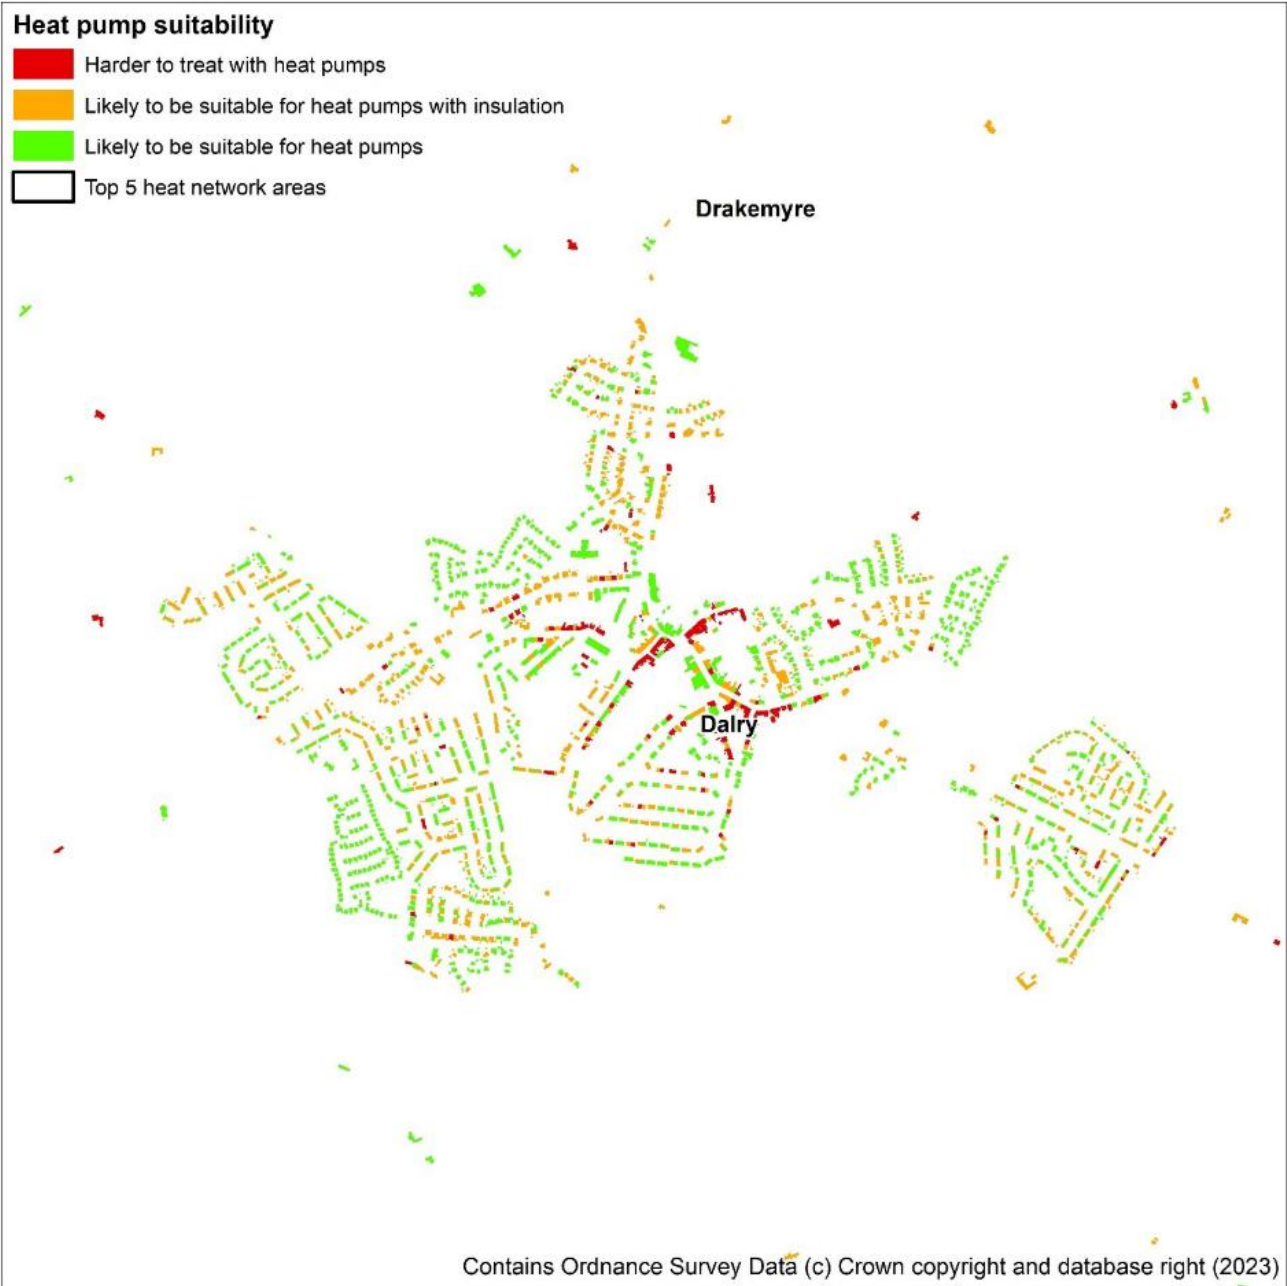 Heat pump suitability
Harder to treat with heat pumps
Likely to be suitable for heat pumps with insulation
Likely to be suitable for heat pumps
Top 5 heat network areas
Drakemyre
Dalry
Contains Ordnance Survey Data (c) Crown copyright and database right (2023)